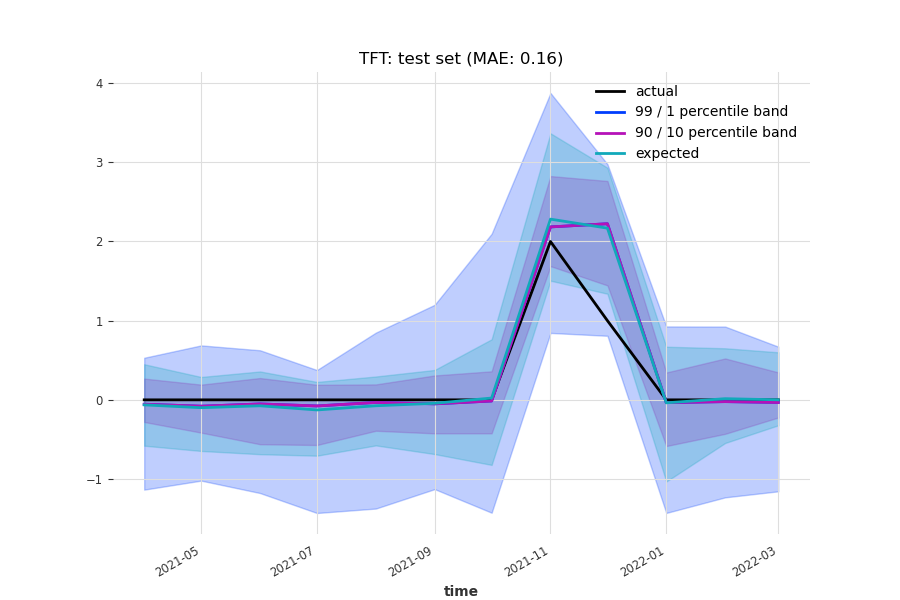 TFT: test set (MAE: 0.16)
actual
99 / 1 percentile band
90 / 10 percentile band
expected
4
3
2
1
0
−1
2021-05
2021-07
2021-09
2021-11
2022-01
2022-03
time